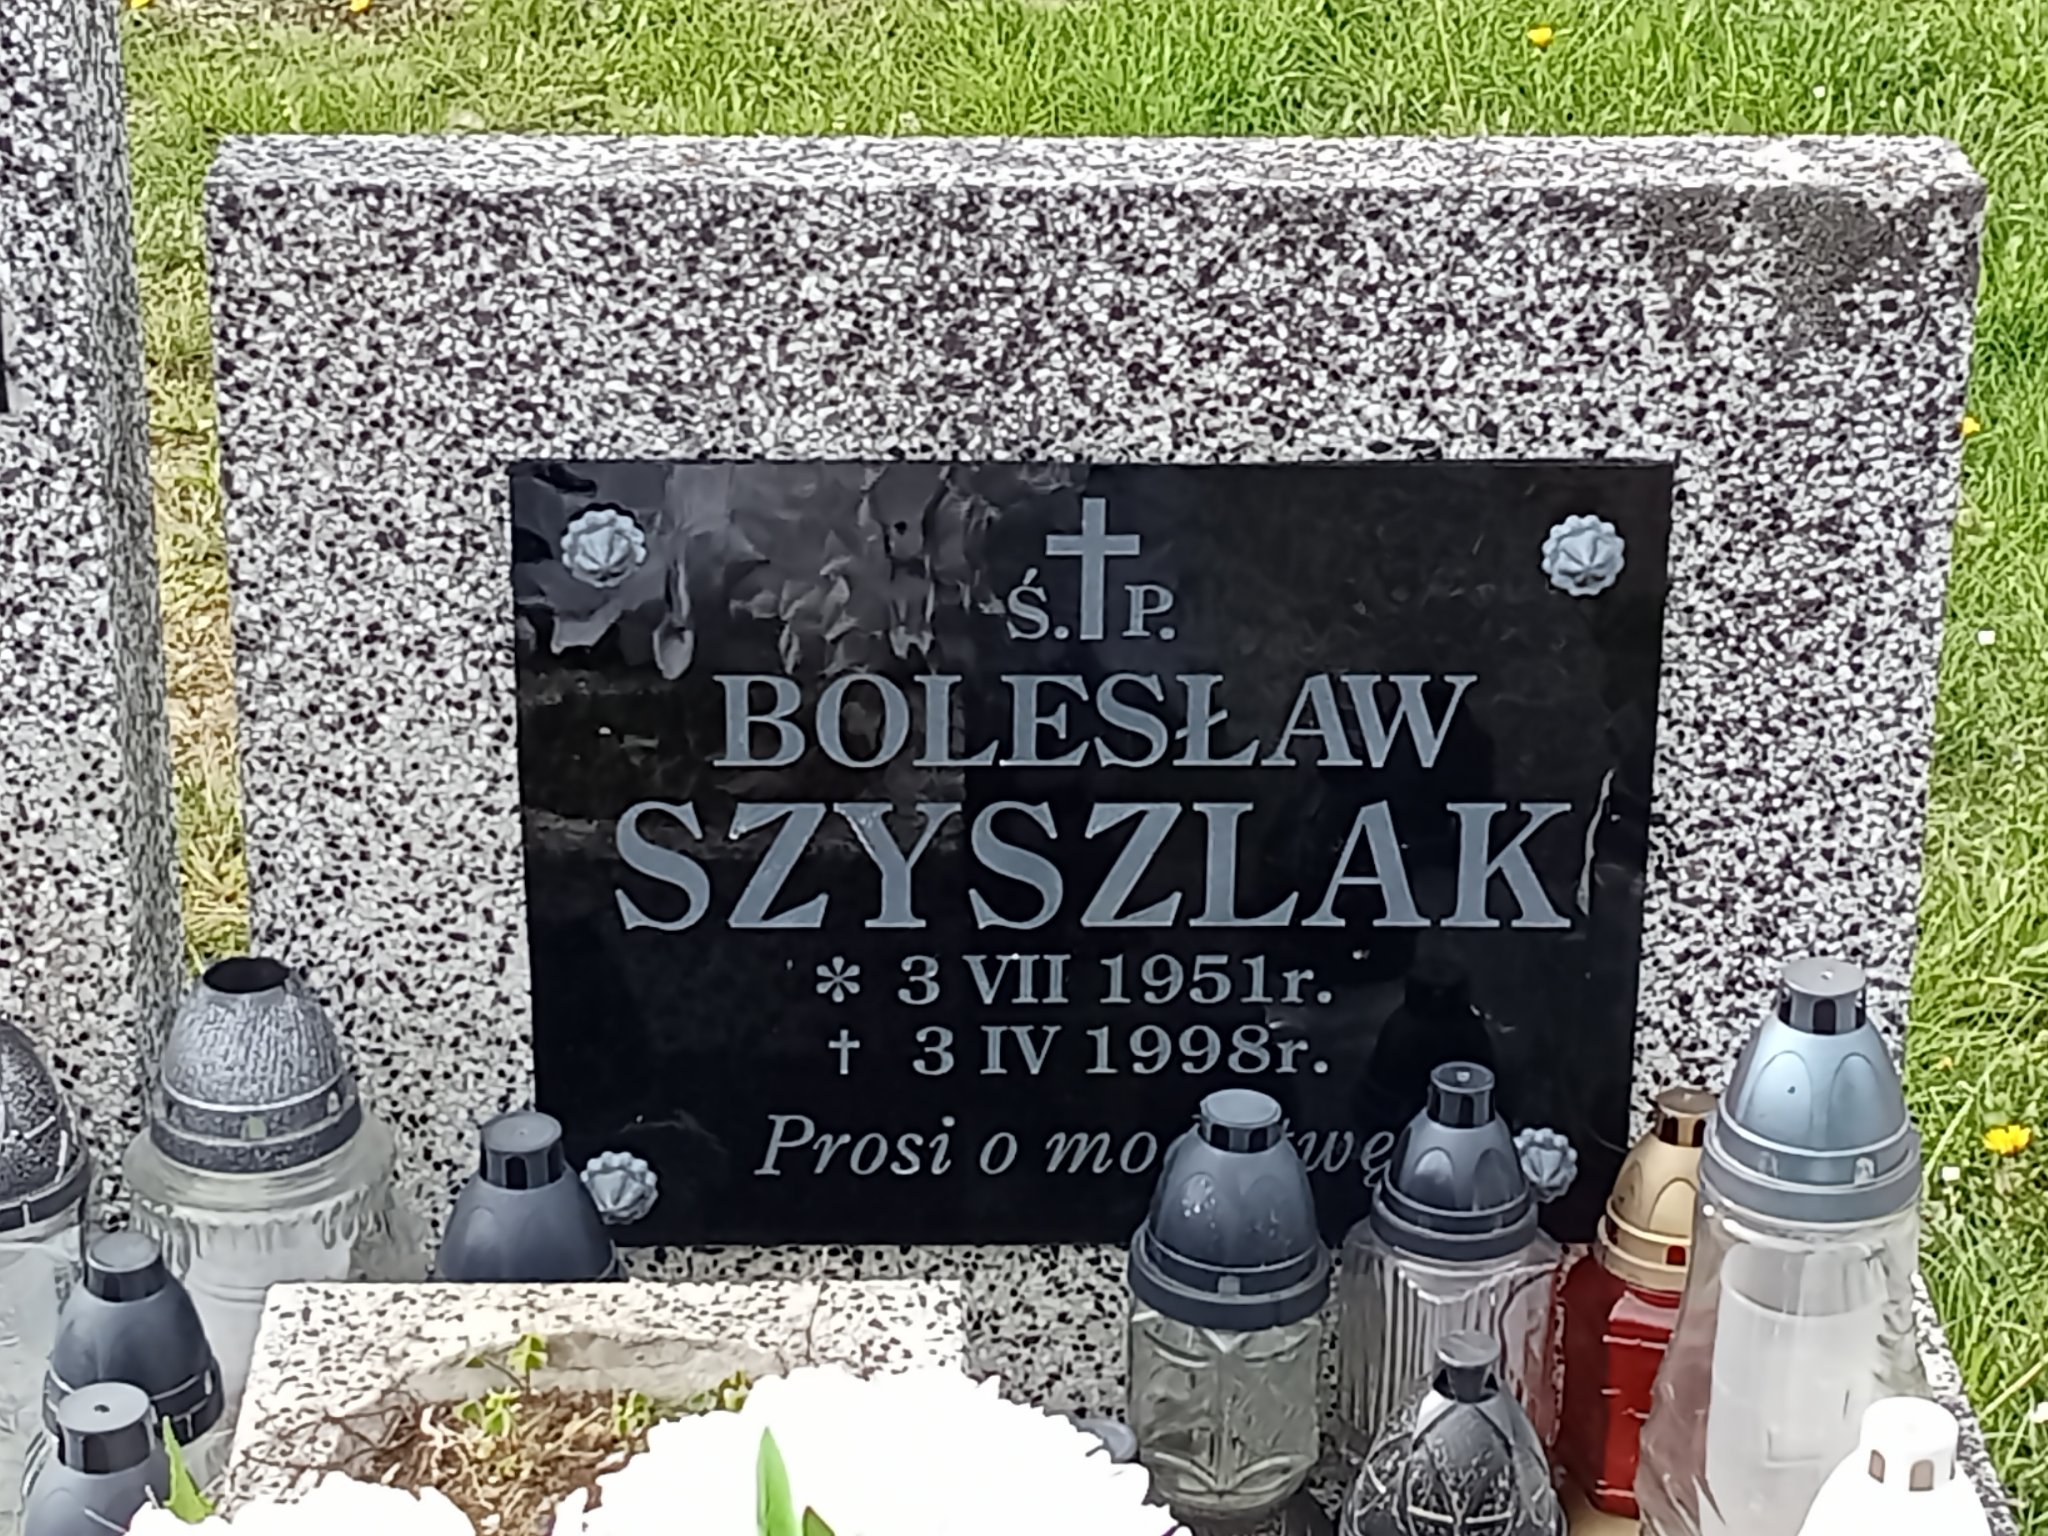 Ś. P.
BOLESŁAW
SZYSZLAK
* 3 VII 1951r.
† 3 IV 1998r.
Prosi o